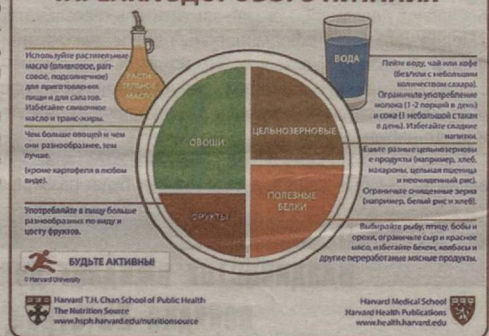 ТАРЕЛКА ЗДОРОВОГО ПИТАНИЯ
Используйте растительные
масла (оливковое, рап-
совое, подсолнечное)
для приготовления
пищи и для салатов.
Избегайте сливочное
масло и транс-жиры.
РАСТИ-
ТЕЛЬНОЕ
МАСЛО
ВОДА
Пейте воду, чай или кофе
(без/или с небольшим
количеством сахара).
Ограничьте употребление
молока (1-2 порций в день)
и сока (1 небольшой стакан
в день). Избегайте сладкие
напитки.
Чем больше овощей и чем
они разнообразнее, тем
лучше.
(кроме картофеля в любом
виде).
ОВОЩИ
ЦЕЛЬНОЗЕРНОВЫЕ
Ешьте разные цельнозерновы
е продукты (например, хлеб,
макароны, цельная пшеница
и неочищенный рис).
Ограничьте очищенные зерна
(например, белый рис и хлеб).
Употребляйте в пищу больше
разнообразных по виду и
цвету фруктов.
ФРУКТЫ
ПОЛЕЗНЫЕ
БЕЛКИ
Выбирайте рыбу, птицу, бобы и
орехи, ограничьте сыр и красное
мясо, избегайте бекон, колбасы и
другие переработаные мясные продукты.
БУДЬТЕ АКТИВНЫ!
© Harvard University
Harvard T.H. Chan School of Public Health
The Nutrition Source
www.hsph.harvard.edu/nutritionsource
Harvard Medical School
Harvard Health Publications
www.health.harvard.edu